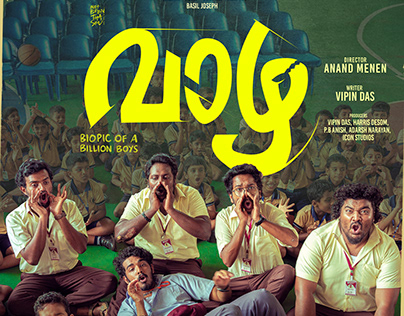 BASIL JOSEPH
വാഴ
BIOPIC OF A
BILLION BOYS
DIRECTOR
ANAND MENEN
WRITER
VIPIN DAS
PRODUCERS
VIPIN DAS, HARRIS DESOM,
P.B ANISH, ADARSH NARAYAN,
ICON STUDIOS